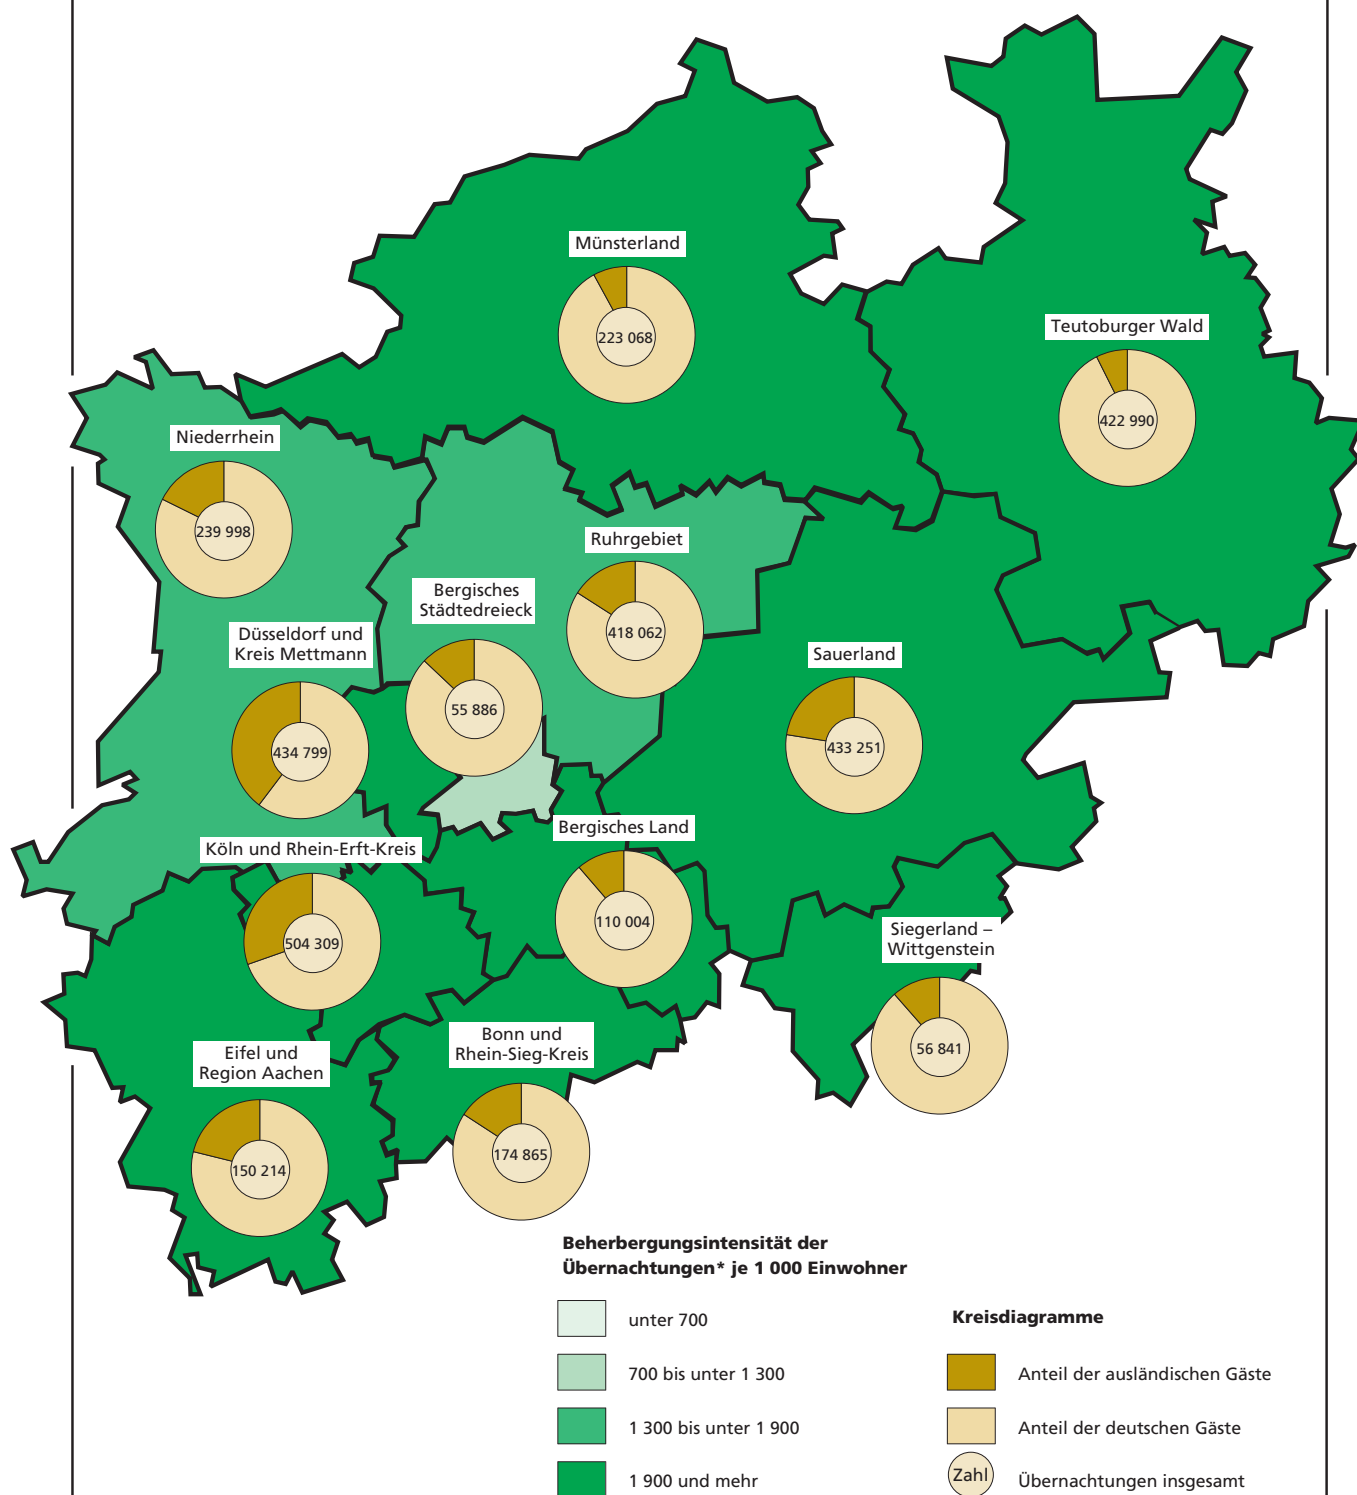 Münsterland
223 068
Teutoburger Wald
422 990
Niederrhein
239 998
Ruhrgebiet
418 062
Bergisches
Städtedreieck
55 886
Düsseldorf und
Kreis Mettmann
434 799
Sauerland
433 251
Bergisches Land
110 004
Köln und Rhein-Erft-Kreis
504 309
Siegerland –
Wittgenstein
56 841
Bonn und
Rhein-Sieg-Kreis
174 865
Eifel und
Region Aachen
150 214
Beherbergungsintensität der
Übernachtungen* je 1 000 Einwohner
unter 700
700 bis unter 1 300
1 300 bis unter 1 900
1 900 und mehr
Kreisdiagramme
Anteil der ausländischen Gäste
Anteil der deutschen Gäste
Zahl Übernachtungen insgesamt